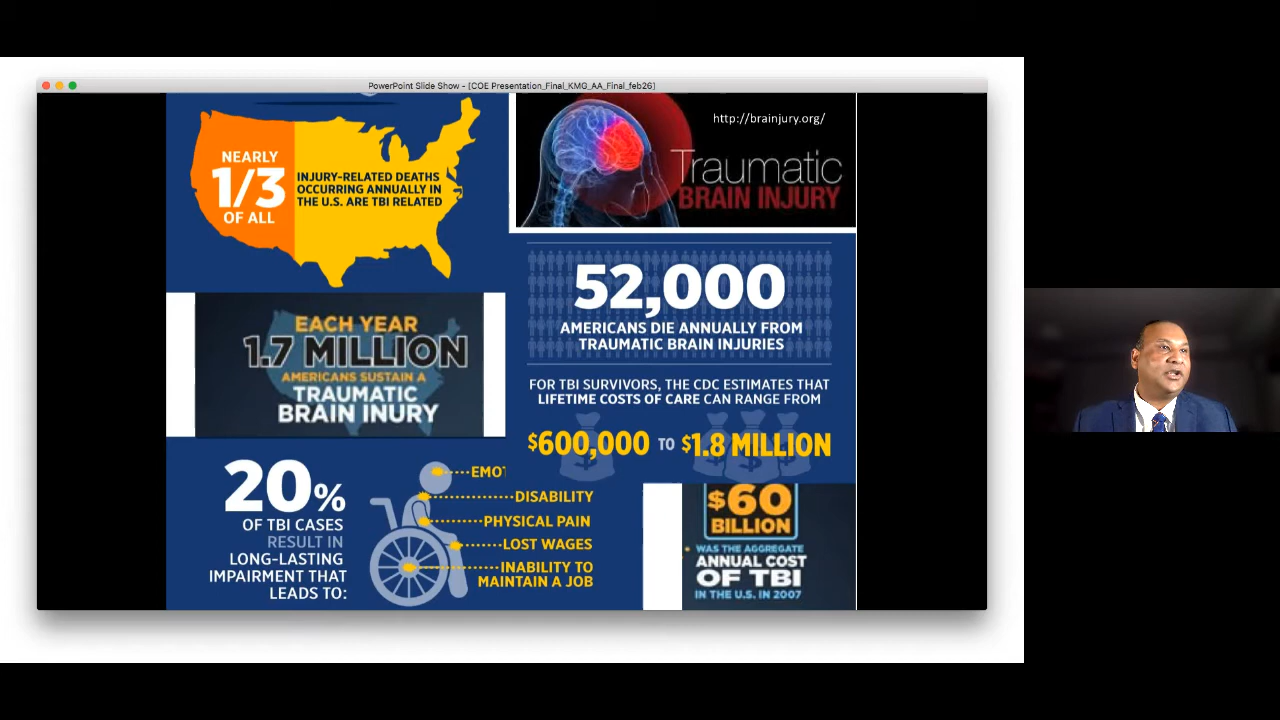 PowerPoint Slide Show - [COE Presentation_Final_KMG_AA_Final_feb26]
NEARLY
1/3
OF ALL
INJURY-RELATED DEATHS
OCCURRING ANNUALLY IN
THE U.S. ARE TBI RELATED
http://brainjury.org/
Traumatic
BRAIN INJURY
EACH YEAR
1.7 MILLION
AMERICANS SUSTAIN A
TRAUMATIC
BRAIN INURY
52,000
AMERICANS DIE ANNUALLY FROM
TRAUMATIC BRAIN INJURIES
FOR TBI SURVIVORS, THE CDC ESTIMATES THAT
LIFETIME COSTS OF CARE CAN RANGE FROM
$600,000 TO $1.8 MILLION
20%
OF TBI CASES
RESULT IN
LONG-LASTING
IMPAIRMENT THAT
LEADS TO:
DISABILITY
PHYSICAL PAIN
LOST WAGES
INABILITY TO
MAINTAIN A JOB
$60
BILLION
WAS THE AGGREGATE
ANNUAL COST
OF TBI
IN THE U.S. IN 2007